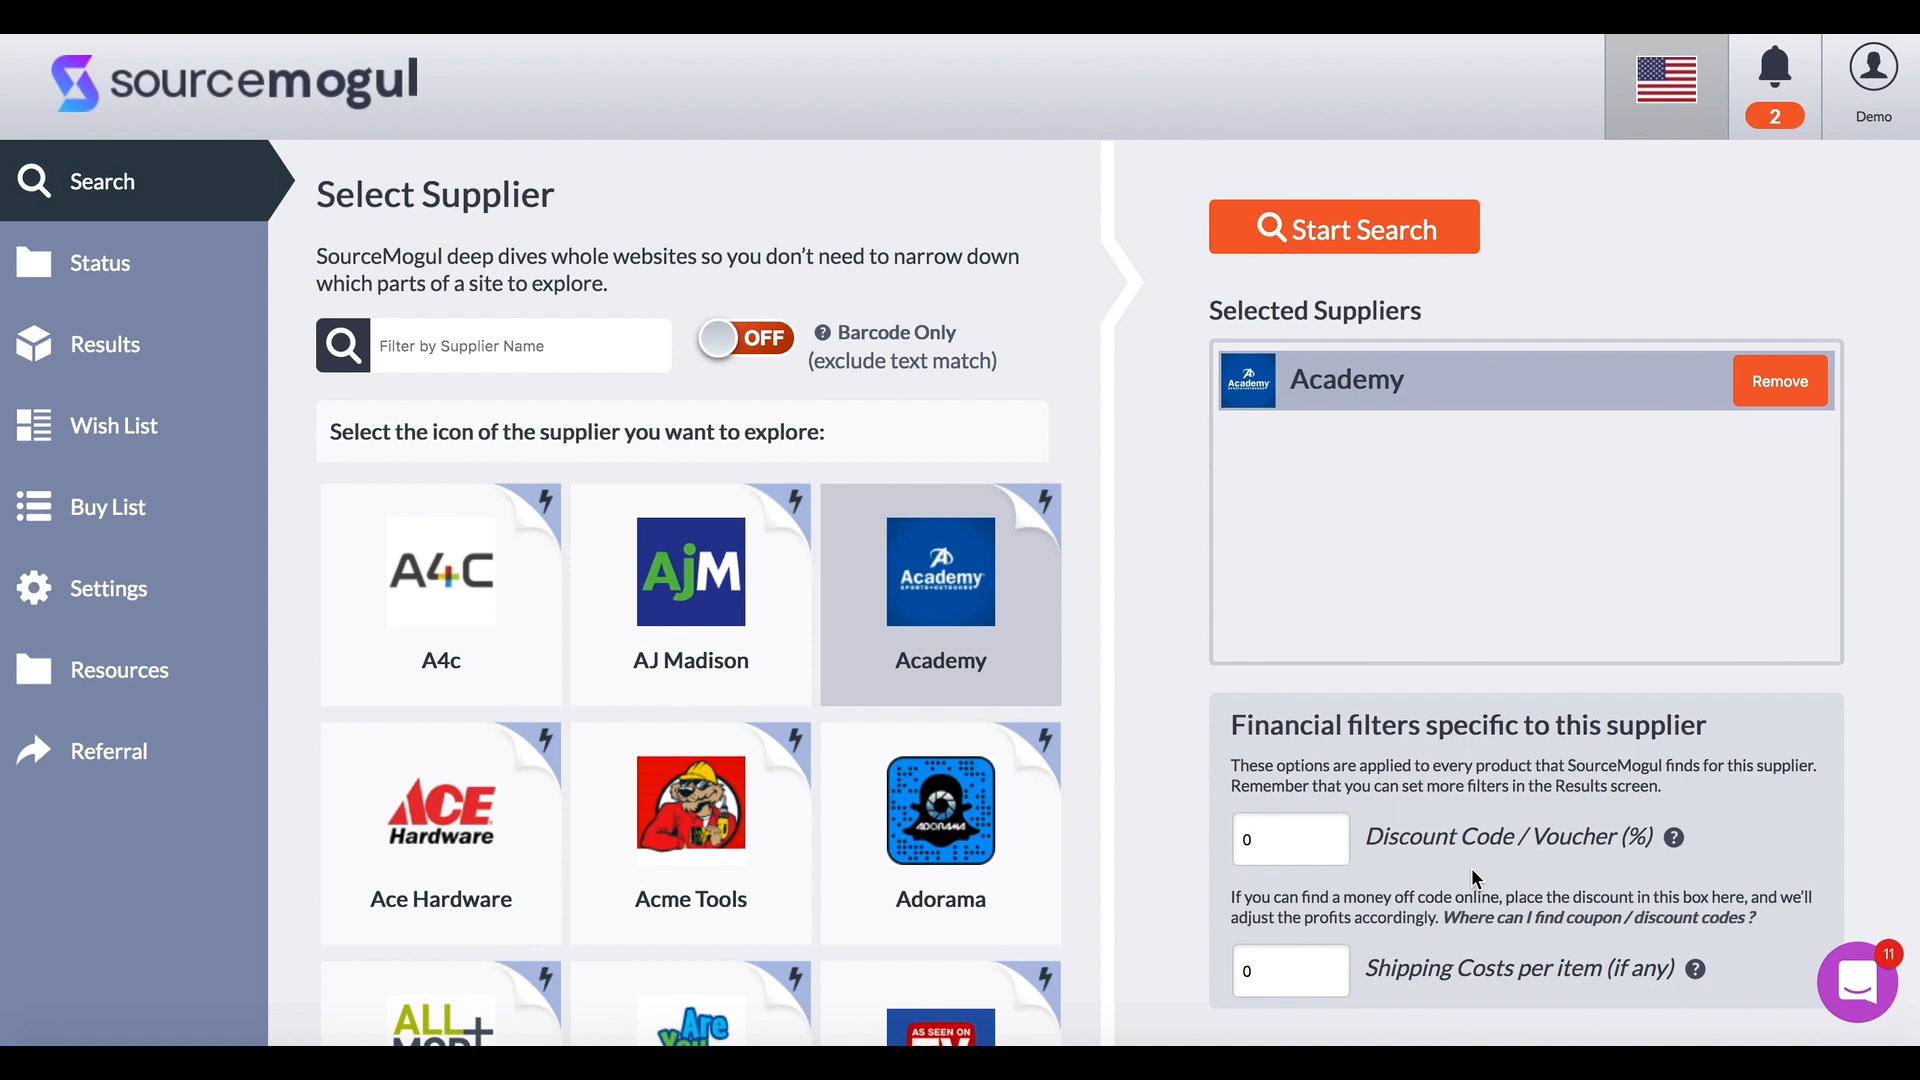 sourcemogul
2
Demo
Search
Status
Results
Wish List
Buy List
Settings
Resources
Referral
Select Supplier
SourceMogul deep dives whole websites so you don’t need to narrow down
which parts of a site to explore.
Filter by Supplier Name
OFF
Barcode Only
(exclude text match)
Select the icon of the supplier you want to explore:
A4C
A4c
AjM
AJ Madison
Academy
SPORTS+OUTDOORS
Academy
ACE
Hardware
Ace Hardware
Acme Tools
ADORAMA
Adorama
ALL
Are
AS SEEN ON
Start Search
Selected Suppliers
Academy
Academy
Remove
Financial filters specific to this supplier
These options are applied to every product that SourceMogul finds for this supplier.
Remember that you can set more filters in the Results screen.
0
Discount Code / Voucher (%)
If you can find a money off code online, place the discount in this box here, and we’ll
adjust the profits accordingly. Where can I find coupon / discount codes ?
0
Shipping Costs per item (if any)
11